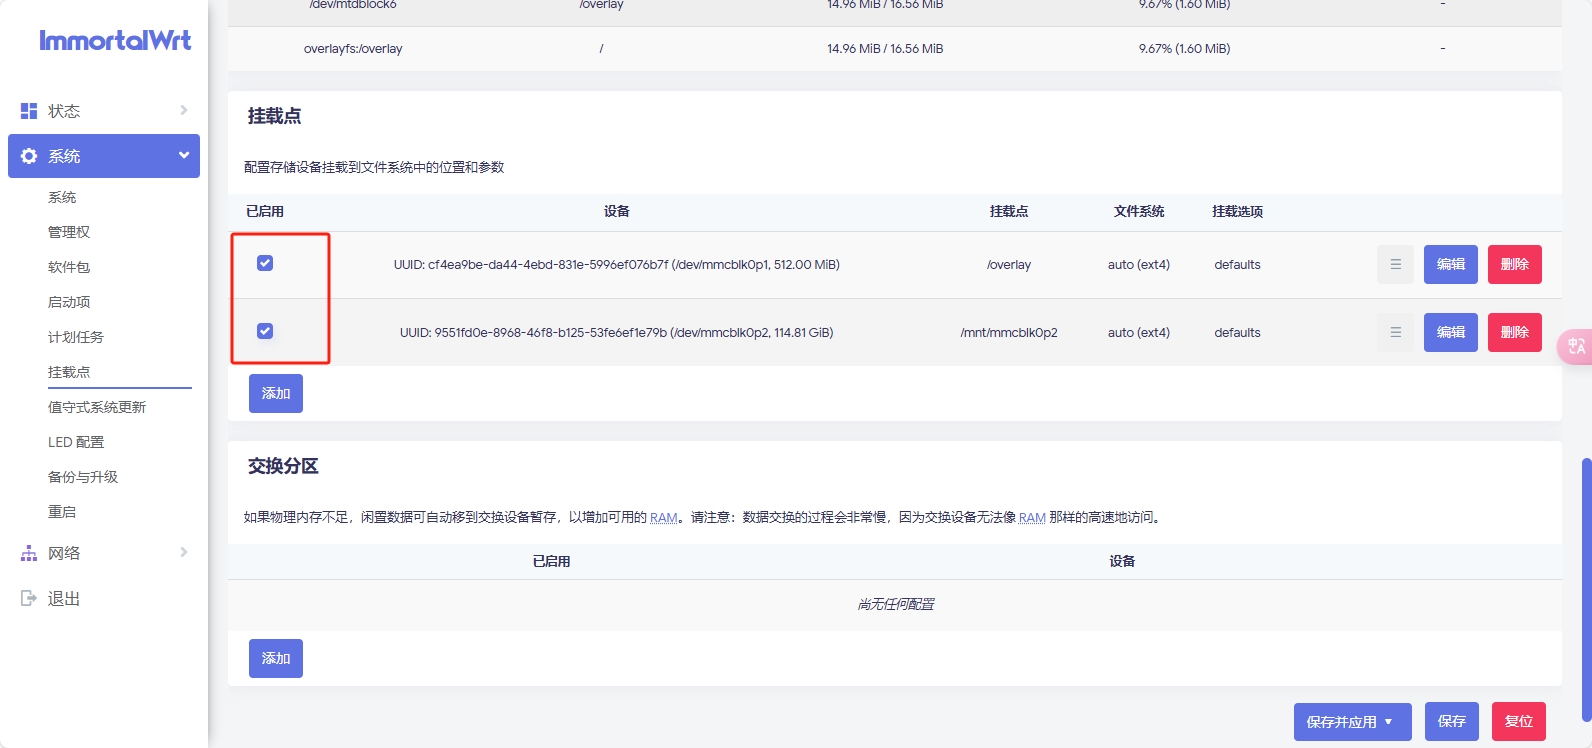 /dev/mtdblock6 /overlay 14.96 MiB / 16.56 MiB 9.67% (1.60 MiB) -
ImmortalWrt
overlayfs:/overlay / 14.96 MiB / 16.56 MiB 9.67% (1.60 MiB) -
状态
系统
系统
管理权
软件包
启动项
计划任务
挂载点
值守式系统更新
LED 配置
备份与升级
重启
网络
退出
挂载点
配置存储设备挂载到文件系统中的位置和参数
已启用 设备 挂载点 文件系统 挂载选项
UUID: cf4ea9be-da44-4ebd-831e-5996ef076b7f (/dev/mmcblk0p1, 512.00 MiB) /overlay auto (ext4) defaults ☰ 编辑 删除
UUID: 9551fd0e-8968-46f8-b125-53fe6ef1e79b (/dev/mmcblk0p2, 114.81 GiB) /mnt/mmcblk0p2 auto (ext4) defaults ☰ 编辑 删除
添加
交换分区
如果物理内存不足，闲置数据可自动移到交换设备暂存，以增加可用的 RAM。请注意：数据交换的过程会非常慢，因为交换设备无法像 RAM 那样的高速地访问。
已启用 设备
尚无任何配置
添加
保存并应用 ▼ 保存 复位